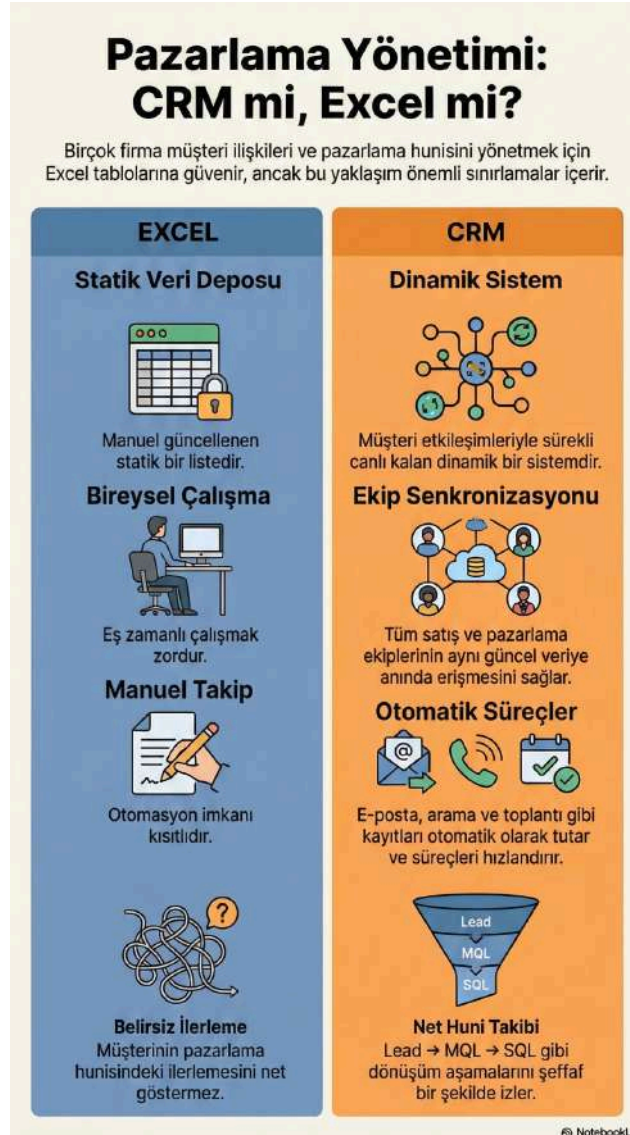 Pazarlama Yönetimi:
CRM mi, Excel mi?
Birçok firma müşteri ilişkileri ve pazarlama hunisini yönetmek için
Excel tablolarına güvenir, ancak bu yaklaşım önemli sınırlamalar içerir.
EXCEL
Statik Veri Deposu
Manuel güncellenen
statik bir listedir.
Bireysel Çalışma
Eş zamanlı çalışmak
zordur.
Manuel Takip
Otomasyon imkanı
kısıtlıdır.
?
Belirsiz İlerleme
Müşterinin pazarlama
hunisindeki ilerlemesini net
göstermez.
CRM
Dinamik Sistem
Müşteri etkileşimleriyle sürekli
canlı kalan dinamik bir sistemdir.
Ekip Senkronizasyonu
Tüm satış ve pazarlama
ekiplerinin aynı güncel veriye
anında erişmesini sağlar.
Otomatik Süreçler
@
E-posta, arama ve toplantı gibi
kayıtları otomatik olarak tutar
ve süreçleri hızlandırır.
Lead
MQL
SQL
Net Huni Takibi
Lead → MQL → SQL gibi
dönüşüm aşamalarını şeffaf
bir şekilde izler.